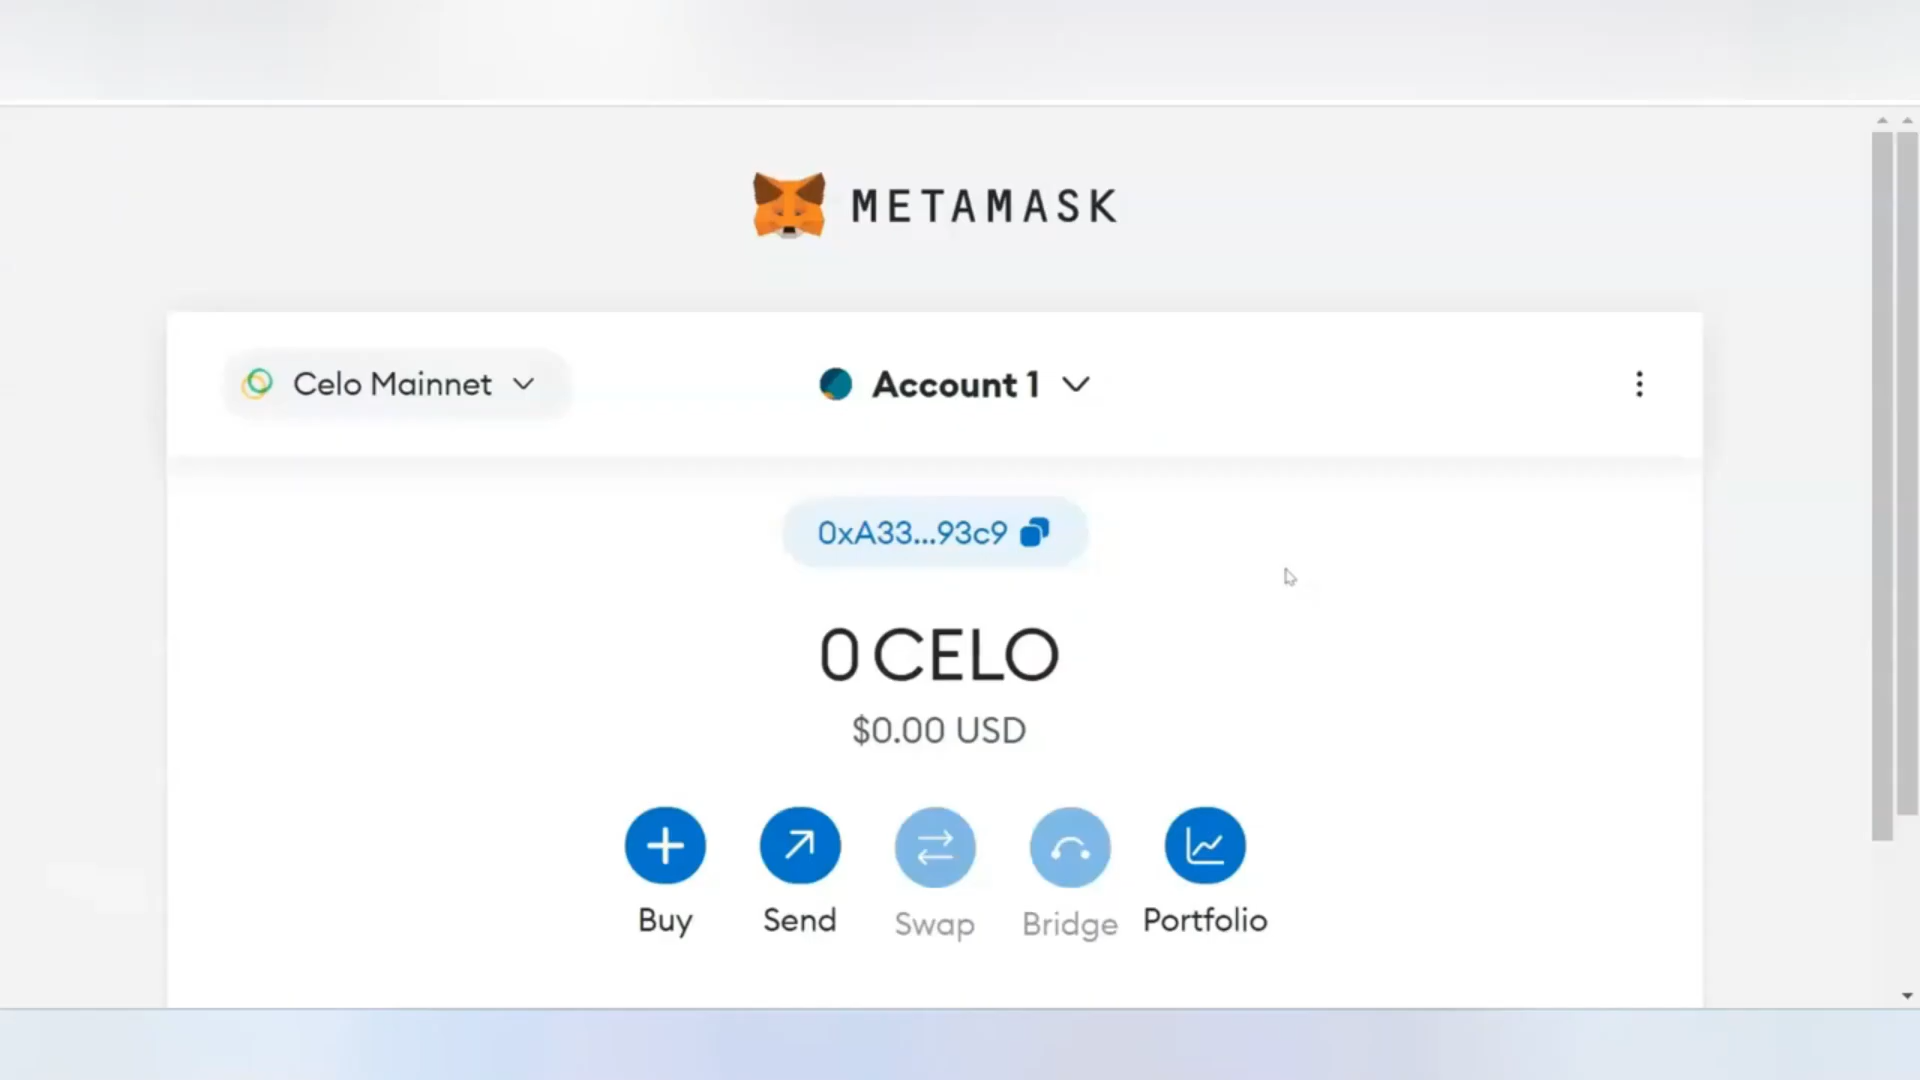 METAMASK
Celo Mainnet
Account 1
0xA33...93c9
0 CELO
$0.00 USD
Buy
Send
Swap
Bridge
Portfolio